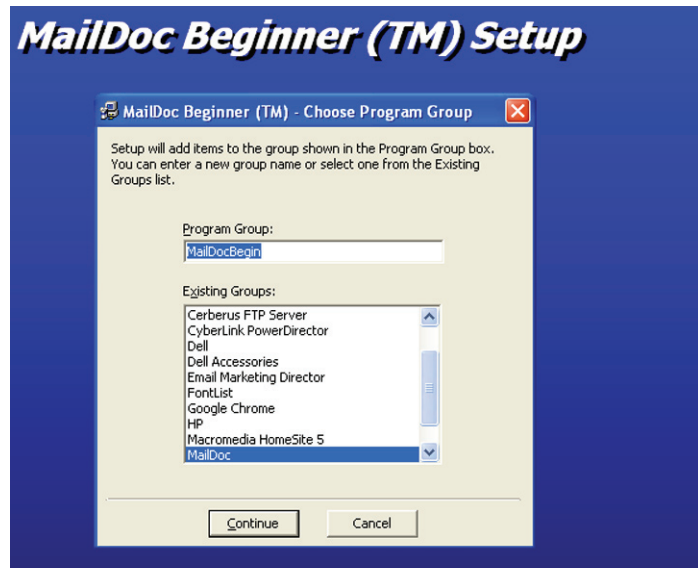 MailDoc Beginner (TM) Setup
MailDoc Beginner (TM) - Choose Program Group
Setup will add items to the group shown in the Program Group box.
You can enter a new group name or select one from the Existing
Groups list.
Program Group:
MailDocBegin
Existing Groups:
Cerberus FTP Server
CyberLink PowerDirector
Dell
Dell Accessories
Email Marketing Director
FontList
Google Chrome
HP
Macromedia HomeSite 5
MailDoc
Continue Cancel